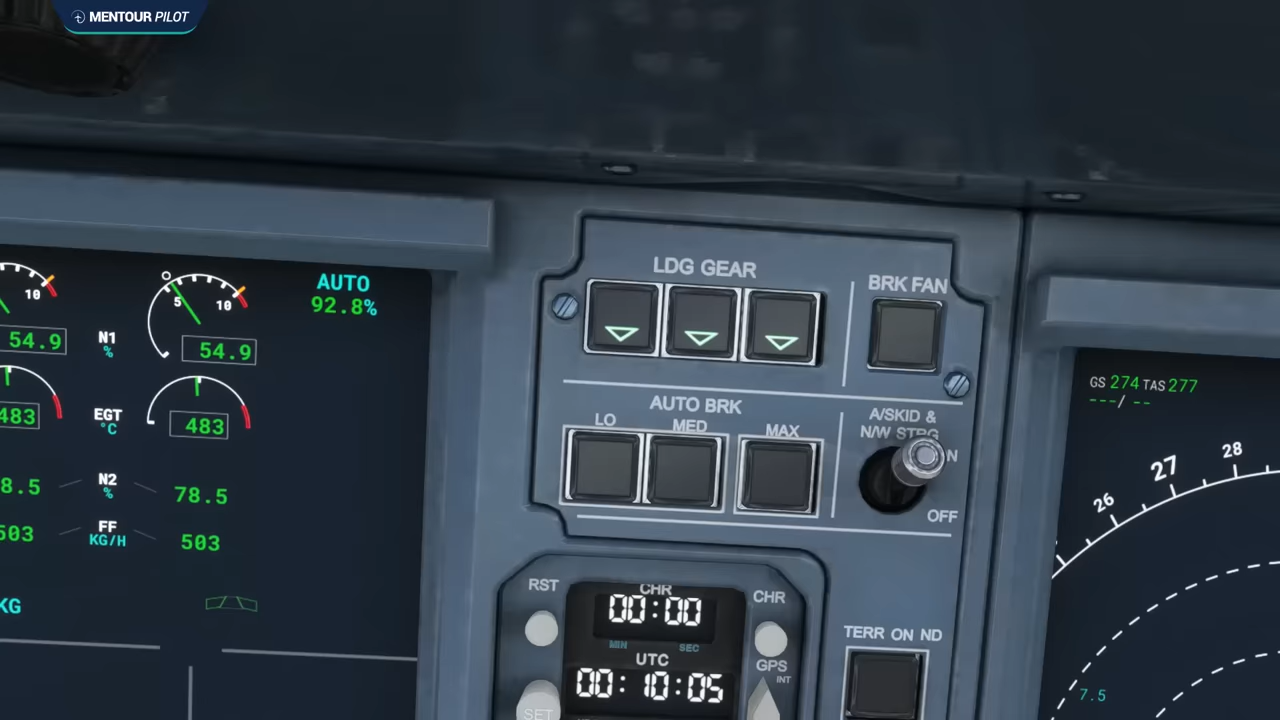 MENTOUR PILOT
10
5 10
AUTO
92.8%
54.9 N1 % 54.9
483 EGT °C 483
8.5 N2 % 78.5
503 FF KG/H 503
KG
LDG GEAR
BRK FAN
AUTO BRK
LO MED MAX
A/SKID &
N/W STRG
OFF
RST CHR CHR
00:00
MIN SEC
UTC
GPS
INT
00:10:05
SET
TERR ON ND
GS 274 TAS 277
---/ --
26 27 28
7.5